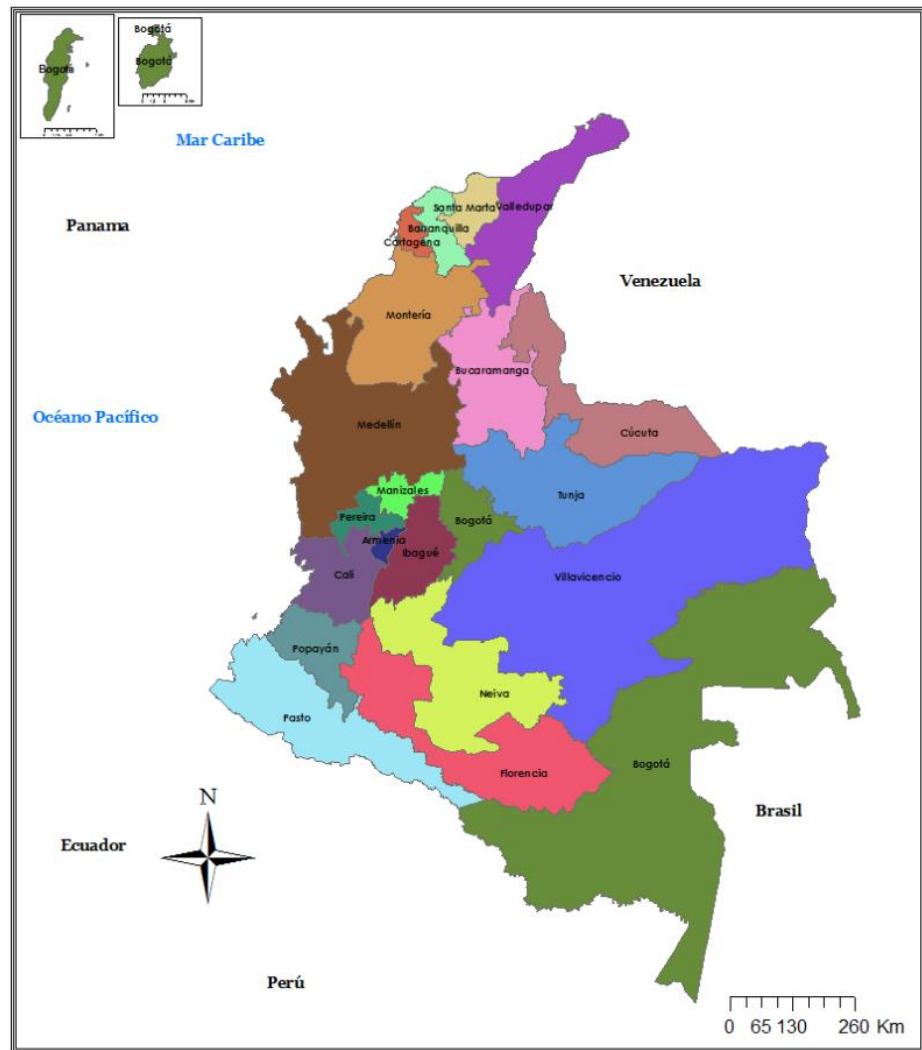 Bogotá
Bogotá
Bogotá
Mar Caribe
Panama
Santa Marta
Valledupar
Barranquilla
Cartagena
Venezuela
Montería
Bucaramanga
Océano Pacífico
Medellín
Cúcuta
Manizales
Tunja
Pereira
Bogotá
Armenia
Ibagué
Cali
Villavicencio
Popayán
Neiva
Pasto
Bogotá
Florencia
N
Brasil
Ecuador
Perú
0 65 130 260 Km